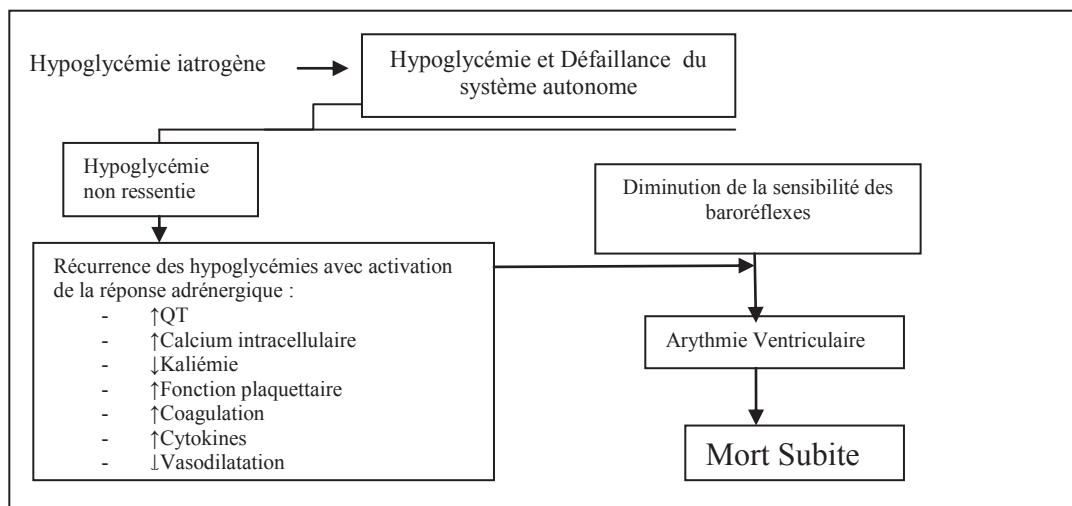 Hypoglycémie iatrogène
Hypoglycémie et Défaillance du
système autonome
Hypoglycémie
non ressentie
Diminution de la sensibilité des
baroréflexes
Récurrence des hypoglycémies avec activation
de la réponse adrénergique :
- ↑QT
- ↑Calcium intracellulaire
- ↓Kaliémie
- ↑Fonction plaquettaire
- ↑Coagulation
- ↑Cytokines
- ↓Vasodilatation
Arythmie Ventriculaire
Mort Subite